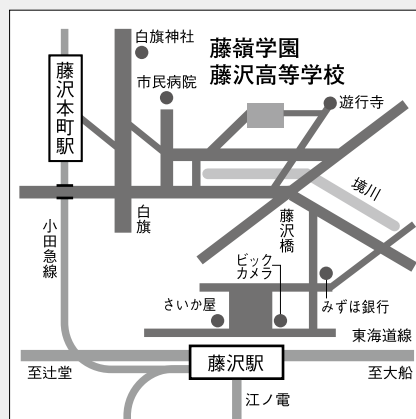 白旗神社
藤嶺学園
藤沢高等学校
市民病院
藤沢本町駅
遊行寺
境川
白旗
藤沢橋
小田急線
ビック
カメラ
さいか屋
みずほ銀行
東海道線
藤沢駅
至辻堂
至大船
江ノ電